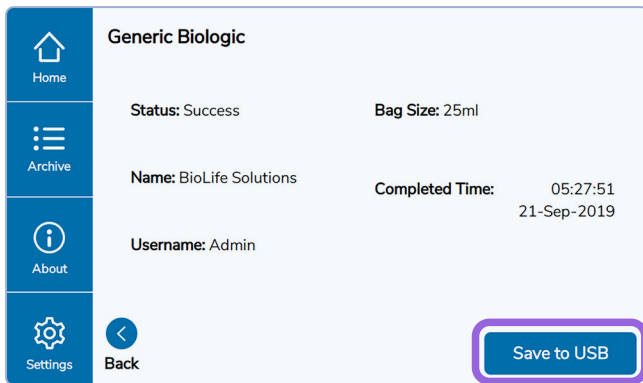 Home
Archive
About
Settings
Generic Biologic
Status: Success
Bag Size: 25ml
Name: BioLife Solutions
Completed Time: 05:27:51
21-Sep-2019
Username: Admin
Back
Save to USB